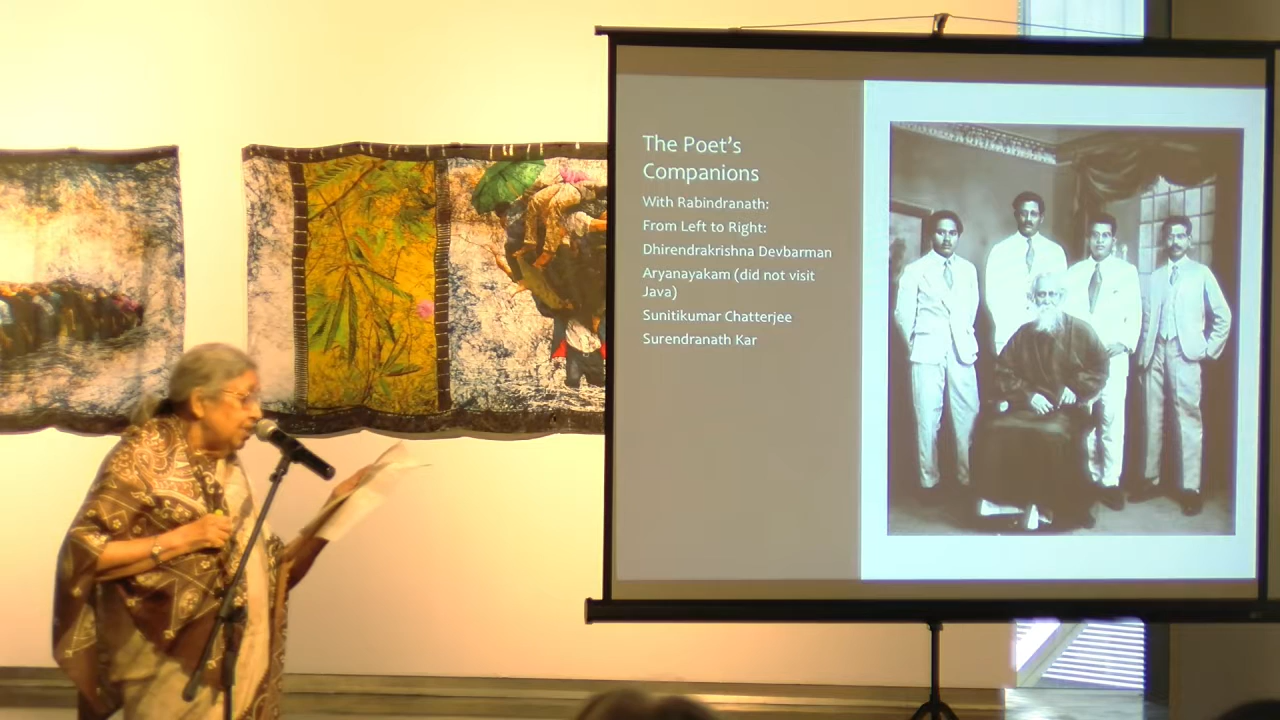 The Poet's
Companions
With Rabindranath:
From Left to Right:
Dhirendrakrishna Devbarman
Aryanayakam (did not visit
Java)
Sunitikumar Chatterjee
Surendranath Kar